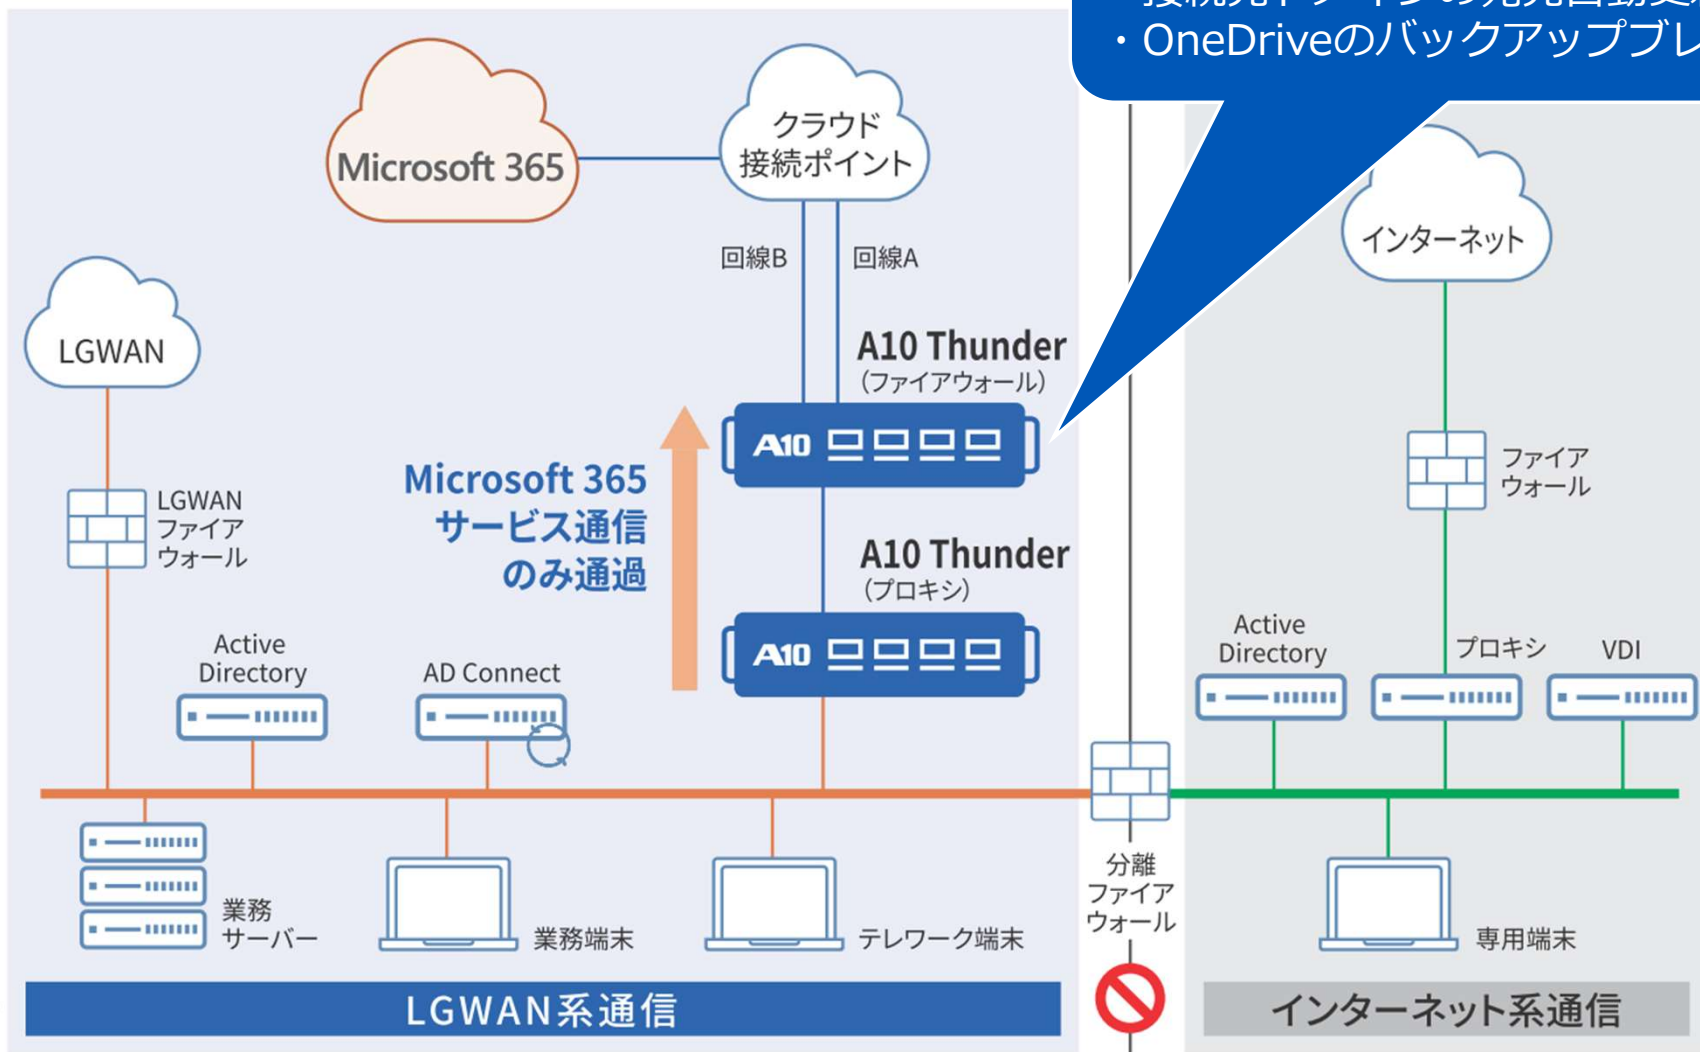 ・OneDriveのバックアップブレ
Microsoft 365
クラウド
接続ポイント
インターネット
回線B
回線A
LGWAN
A10 Thunder
（ファイアウォール）
A10
Microsoft 365
サービス通信
のみ通過
LGWAN
ファイア
ウォール
ファイア
ウォール
A10 Thunder
（プロキシ）
A10
Active
Directory
AD Connect
Active
Directory
プロキシ
VDI
業務
サーバー
業務端末
テレワーク端末
分離
ファイア
ウォール
専用端末
LGWAN系通信
インターネット系通信